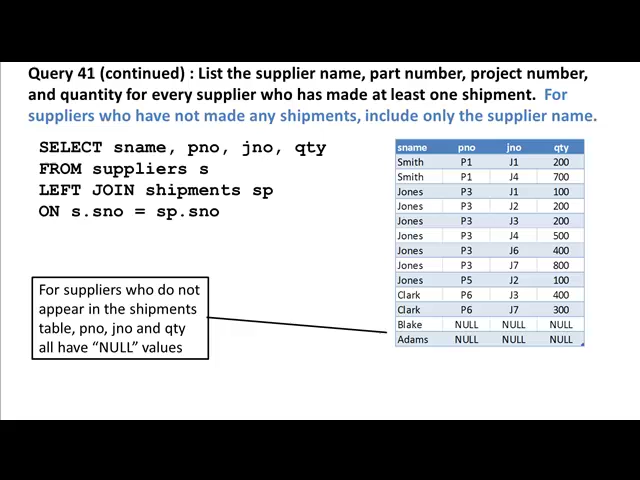 Query 41 (continued) : List the supplier name, part number, project number,
and quantity for every supplier who has made at least one shipment. For
suppliers who have not made any shipments, include only the supplier name.
SELECT sname, pno, jno, qty
FROM suppliers s
LEFT JOIN shipments sp
ON s.sno = sp.sno
For suppliers who do not
appear in the shipments
table, pno, jno and qty
all have “NULL” values
sname pno jno qty
Smith P1 J1 200
Smith P1 J4 700
Jones P3 J1 100
Jones P3 J2 200
Jones P3 J3 200
Jones P3 J4 500
Jones P3 J6 400
Jones P3 J7 800
Jones P5 J2 100
Clark P6 J3 400
Clark P6 J7 300
Blake NULL NULL NULL
Adams NULL NULL NULL